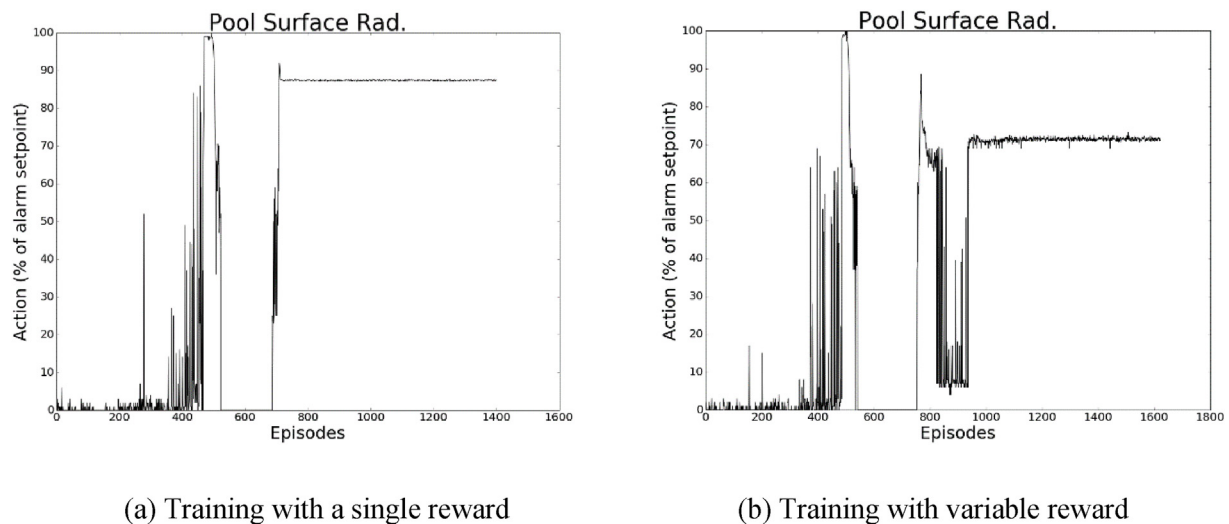 Pool Surface Rad.
Action (% of alarm setpoint)
100
90
80
70
60
50
40
30
20
10
0
0 200 400 600 800 1000 1200 1400 1600
Episodes
(a) Training with a single reward
Pool Surface Rad.
Action (% of alarm setpoint)
100
90
80
70
60
50
40
30
20
10
0
0 200 400 600 800 1000 1200 1400 1600 1800
Episodes
(b) Training with variable reward